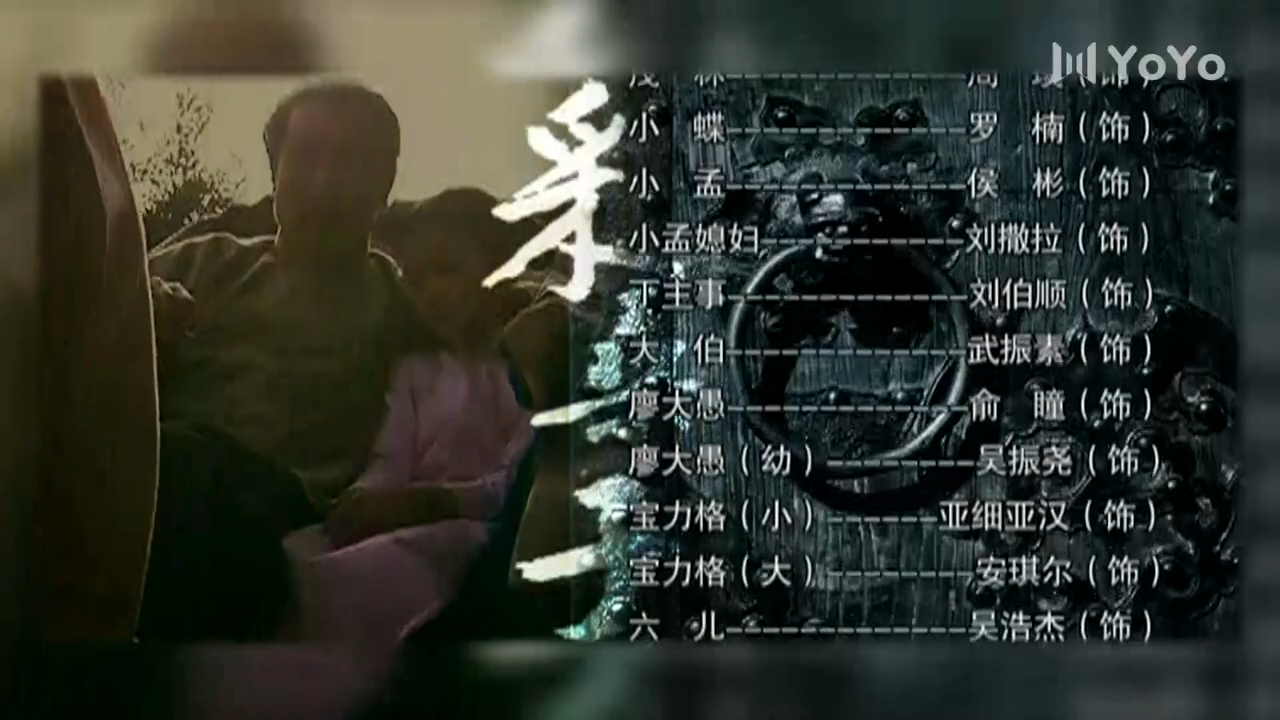 YoYo
小 蝶------------------罗 楠（饰）
小 孟------------------侯 彬（饰）
小孟媳妇---------------刘撒拉（饰）
丁主事-----------------刘伯顺（饰）
大 伯------------------武振素（饰）
廖大愚-----------------俞 瞳（饰）
廖大愚（幼）-----------吴振尧（饰）
宝力格（小）--------亚细亚汉（饰）
宝力格（大）-----------安琪尔（饰）
六 儿------------------吴浩杰（饰）